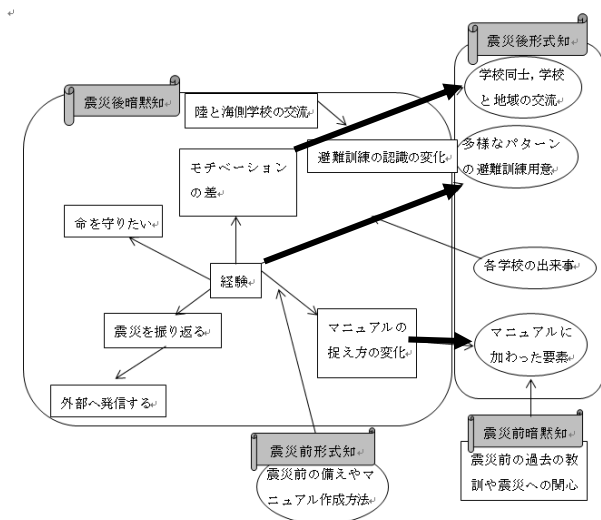 震災後形式知
学校同士，学校
と地域の交流
震災後暗黙知
陸と海側学校の交流
避難訓練の認識の変化
多様なパターン
の避難訓練用意
モチベーション
の差
命を守りたい
経験
各学校の出来事
震災を振り返る
マニュアルの
捉え方の変化
マニュアルに
加わった要素
外部へ発信する
震災前形式知
震災前の備えやマ
ニュアル作成方法
震災前暗黙知
震災前の過去の教
訓や震災への関心